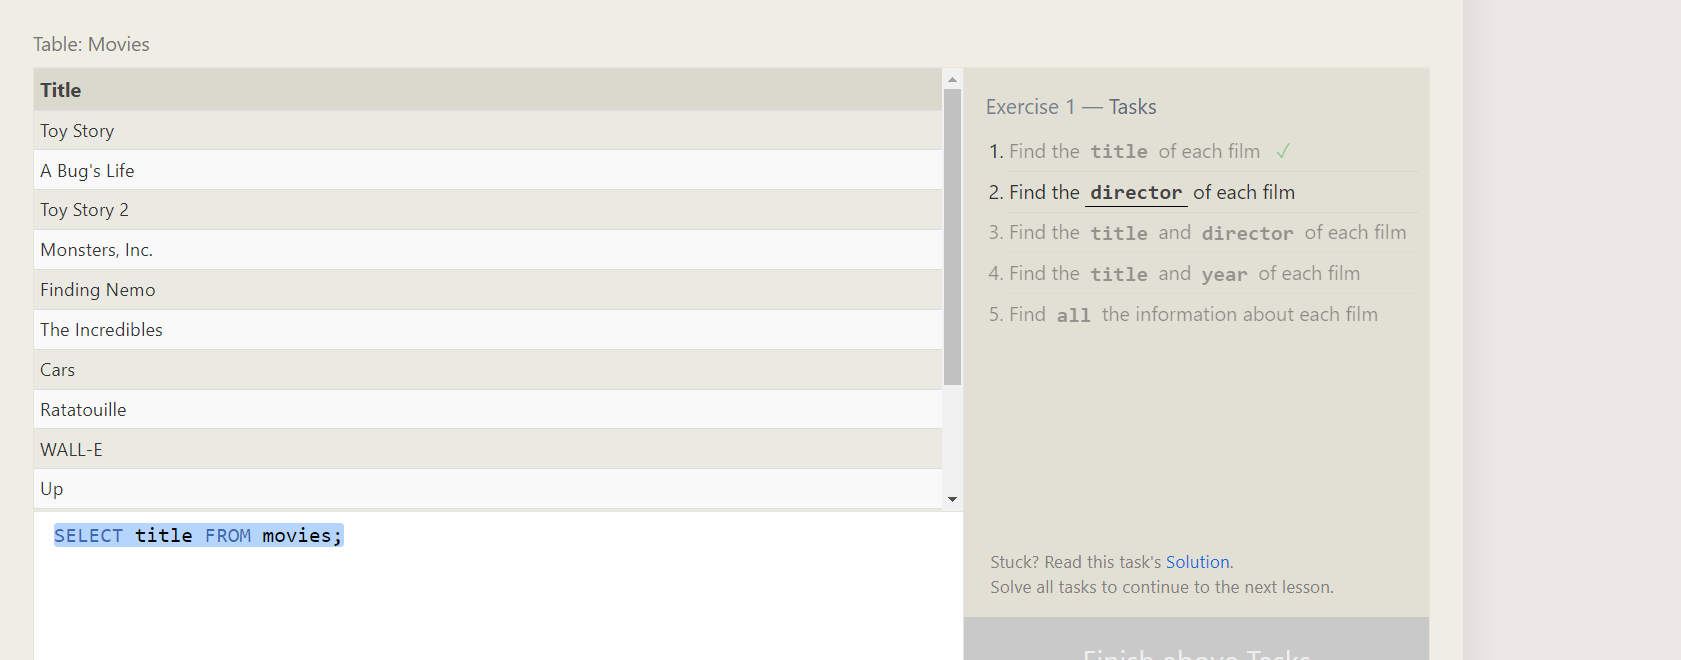 Table: Movies
Title
Toy Story
A Bug's Life
Toy Story 2
Monsters, Inc.
Finding Nemo
The Incredibles
Cars
Ratatouille
WALL-E
Up
SELECT title FROM movies;
Exercise 1 — Tasks
1. Find the title of each film ✓
2. Find the director of each film
3. Find the title and director of each film
4. Find the title and year of each film
5. Find all the information about each film
Stuck? Read this task's Solution.
Solve all tasks to continue to the next lesson.
Finish above Tasks